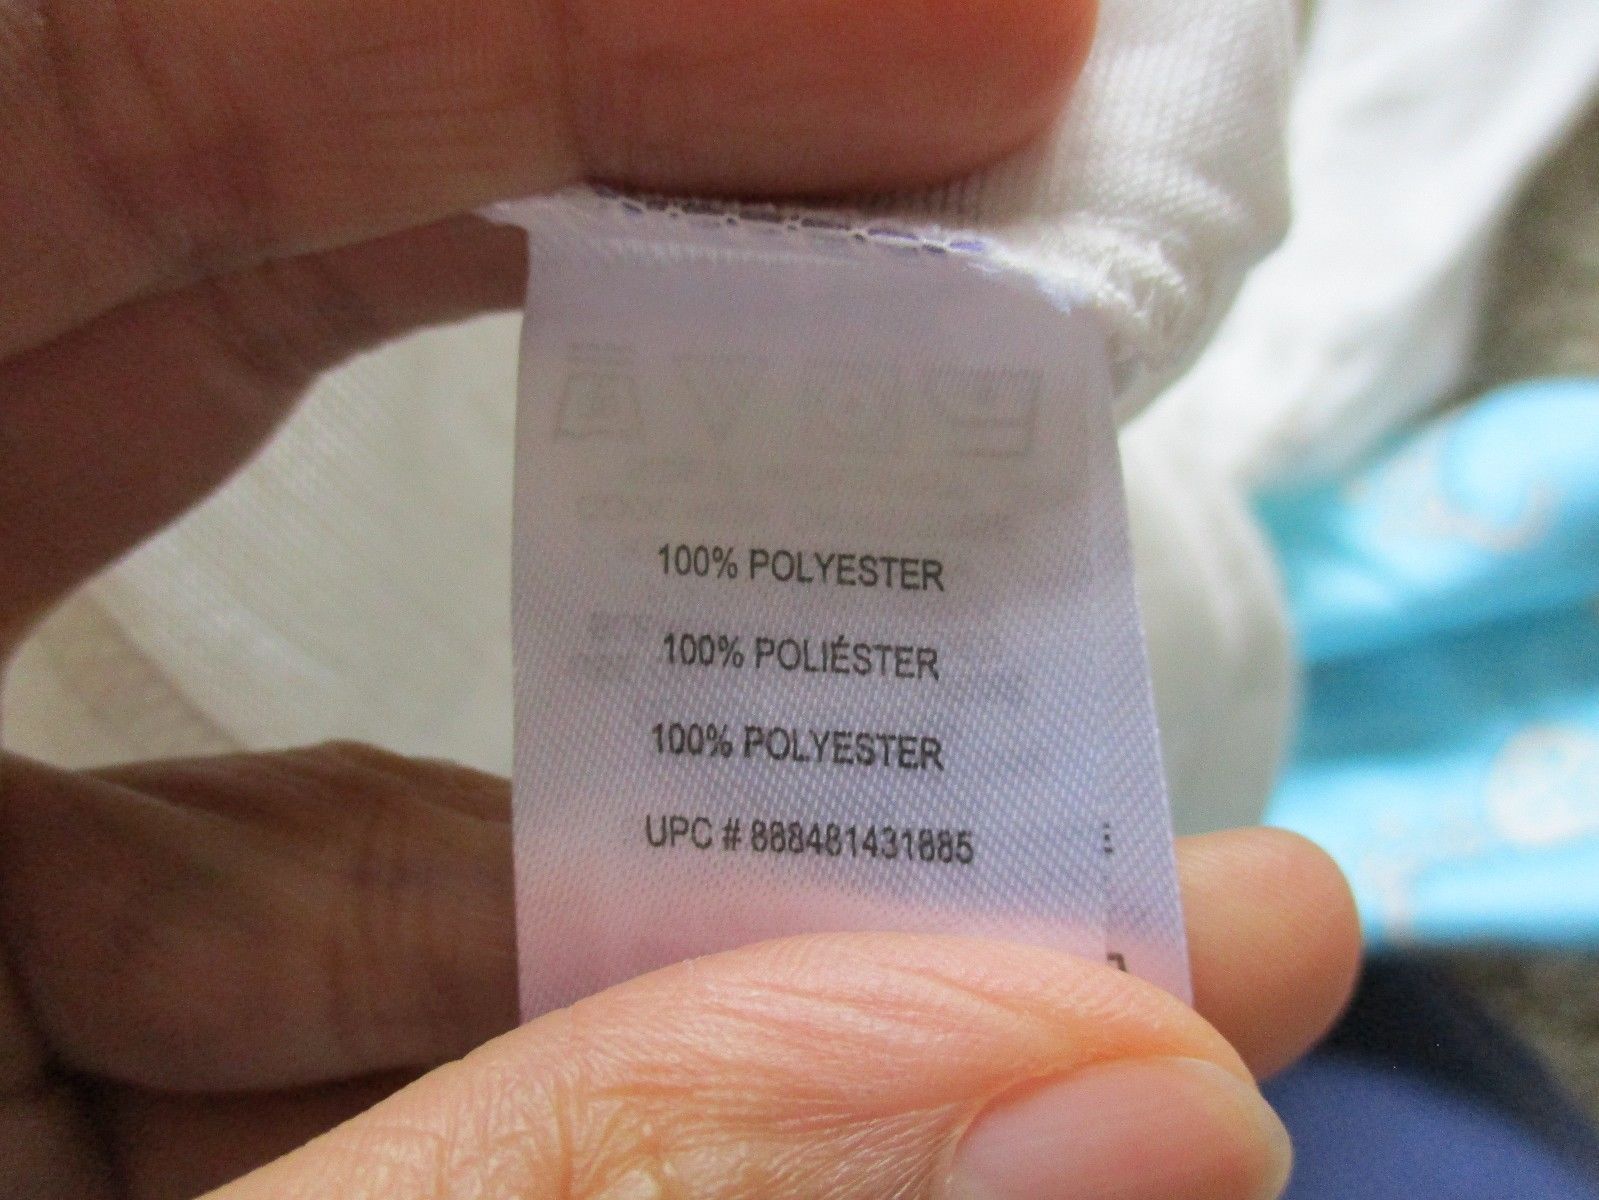 100% POLYESTER
100% POLIÉSTER
100% POLYESTER
UPC # 888481431885